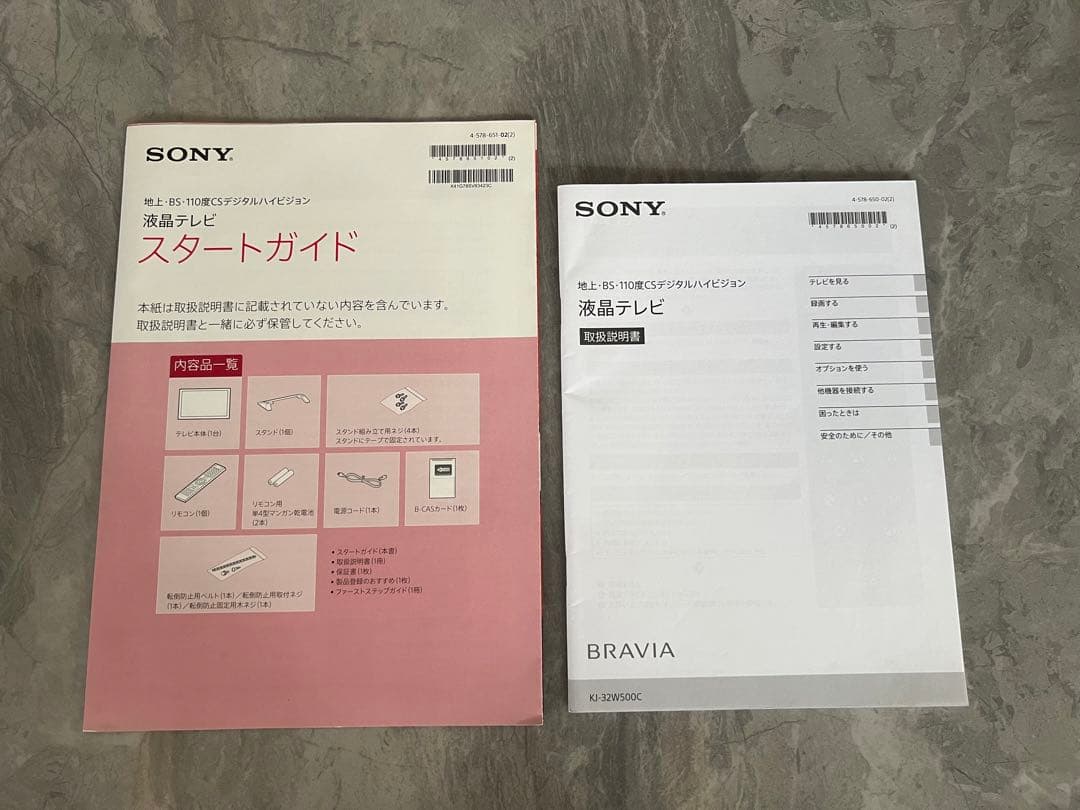 SONY®
4-578-651-02(2)
457865102 (2)
地上・BS・110度CSデジタルハイビジョン
液晶テレビ
スタートガイド
本紙は取扱説明書に記載されていない内容を含んでいます。
取扱説明書と一緒に必ず保管してください。
内容品一覧
テレビ本体(1台)
スタンド(1個)
スタンド組み立て用ネジ(4本)
スタンドにテープで固定されています。
リモコン(1個)
リモコン用
単4型マンガン乾電池
(2本)
電源コード(1本)
B-CASカード(1枚)
転倒防止用ベルト(1本)/転倒防止用取付ネジ
(1本)/転倒防止固定用木ネジ(1本)
• スタートガイド(本書)
• 取扱説明書(1冊)
• 保証書(1枚)
• 製品登録のおすすめ(1枚)
• ファーストステップガイド(1冊)
SONY®
4-578-650-02(2)
457865002 (2)
地上・BS・110度CSデジタルハイビジョン
液晶テレビ
取扱説明書
テレビを見る
録画する
再生・編集する
設定する
オプションを使う
他機器を接続する
困ったときは
安全のために/その他
BRAVIA
KJ-32W500C